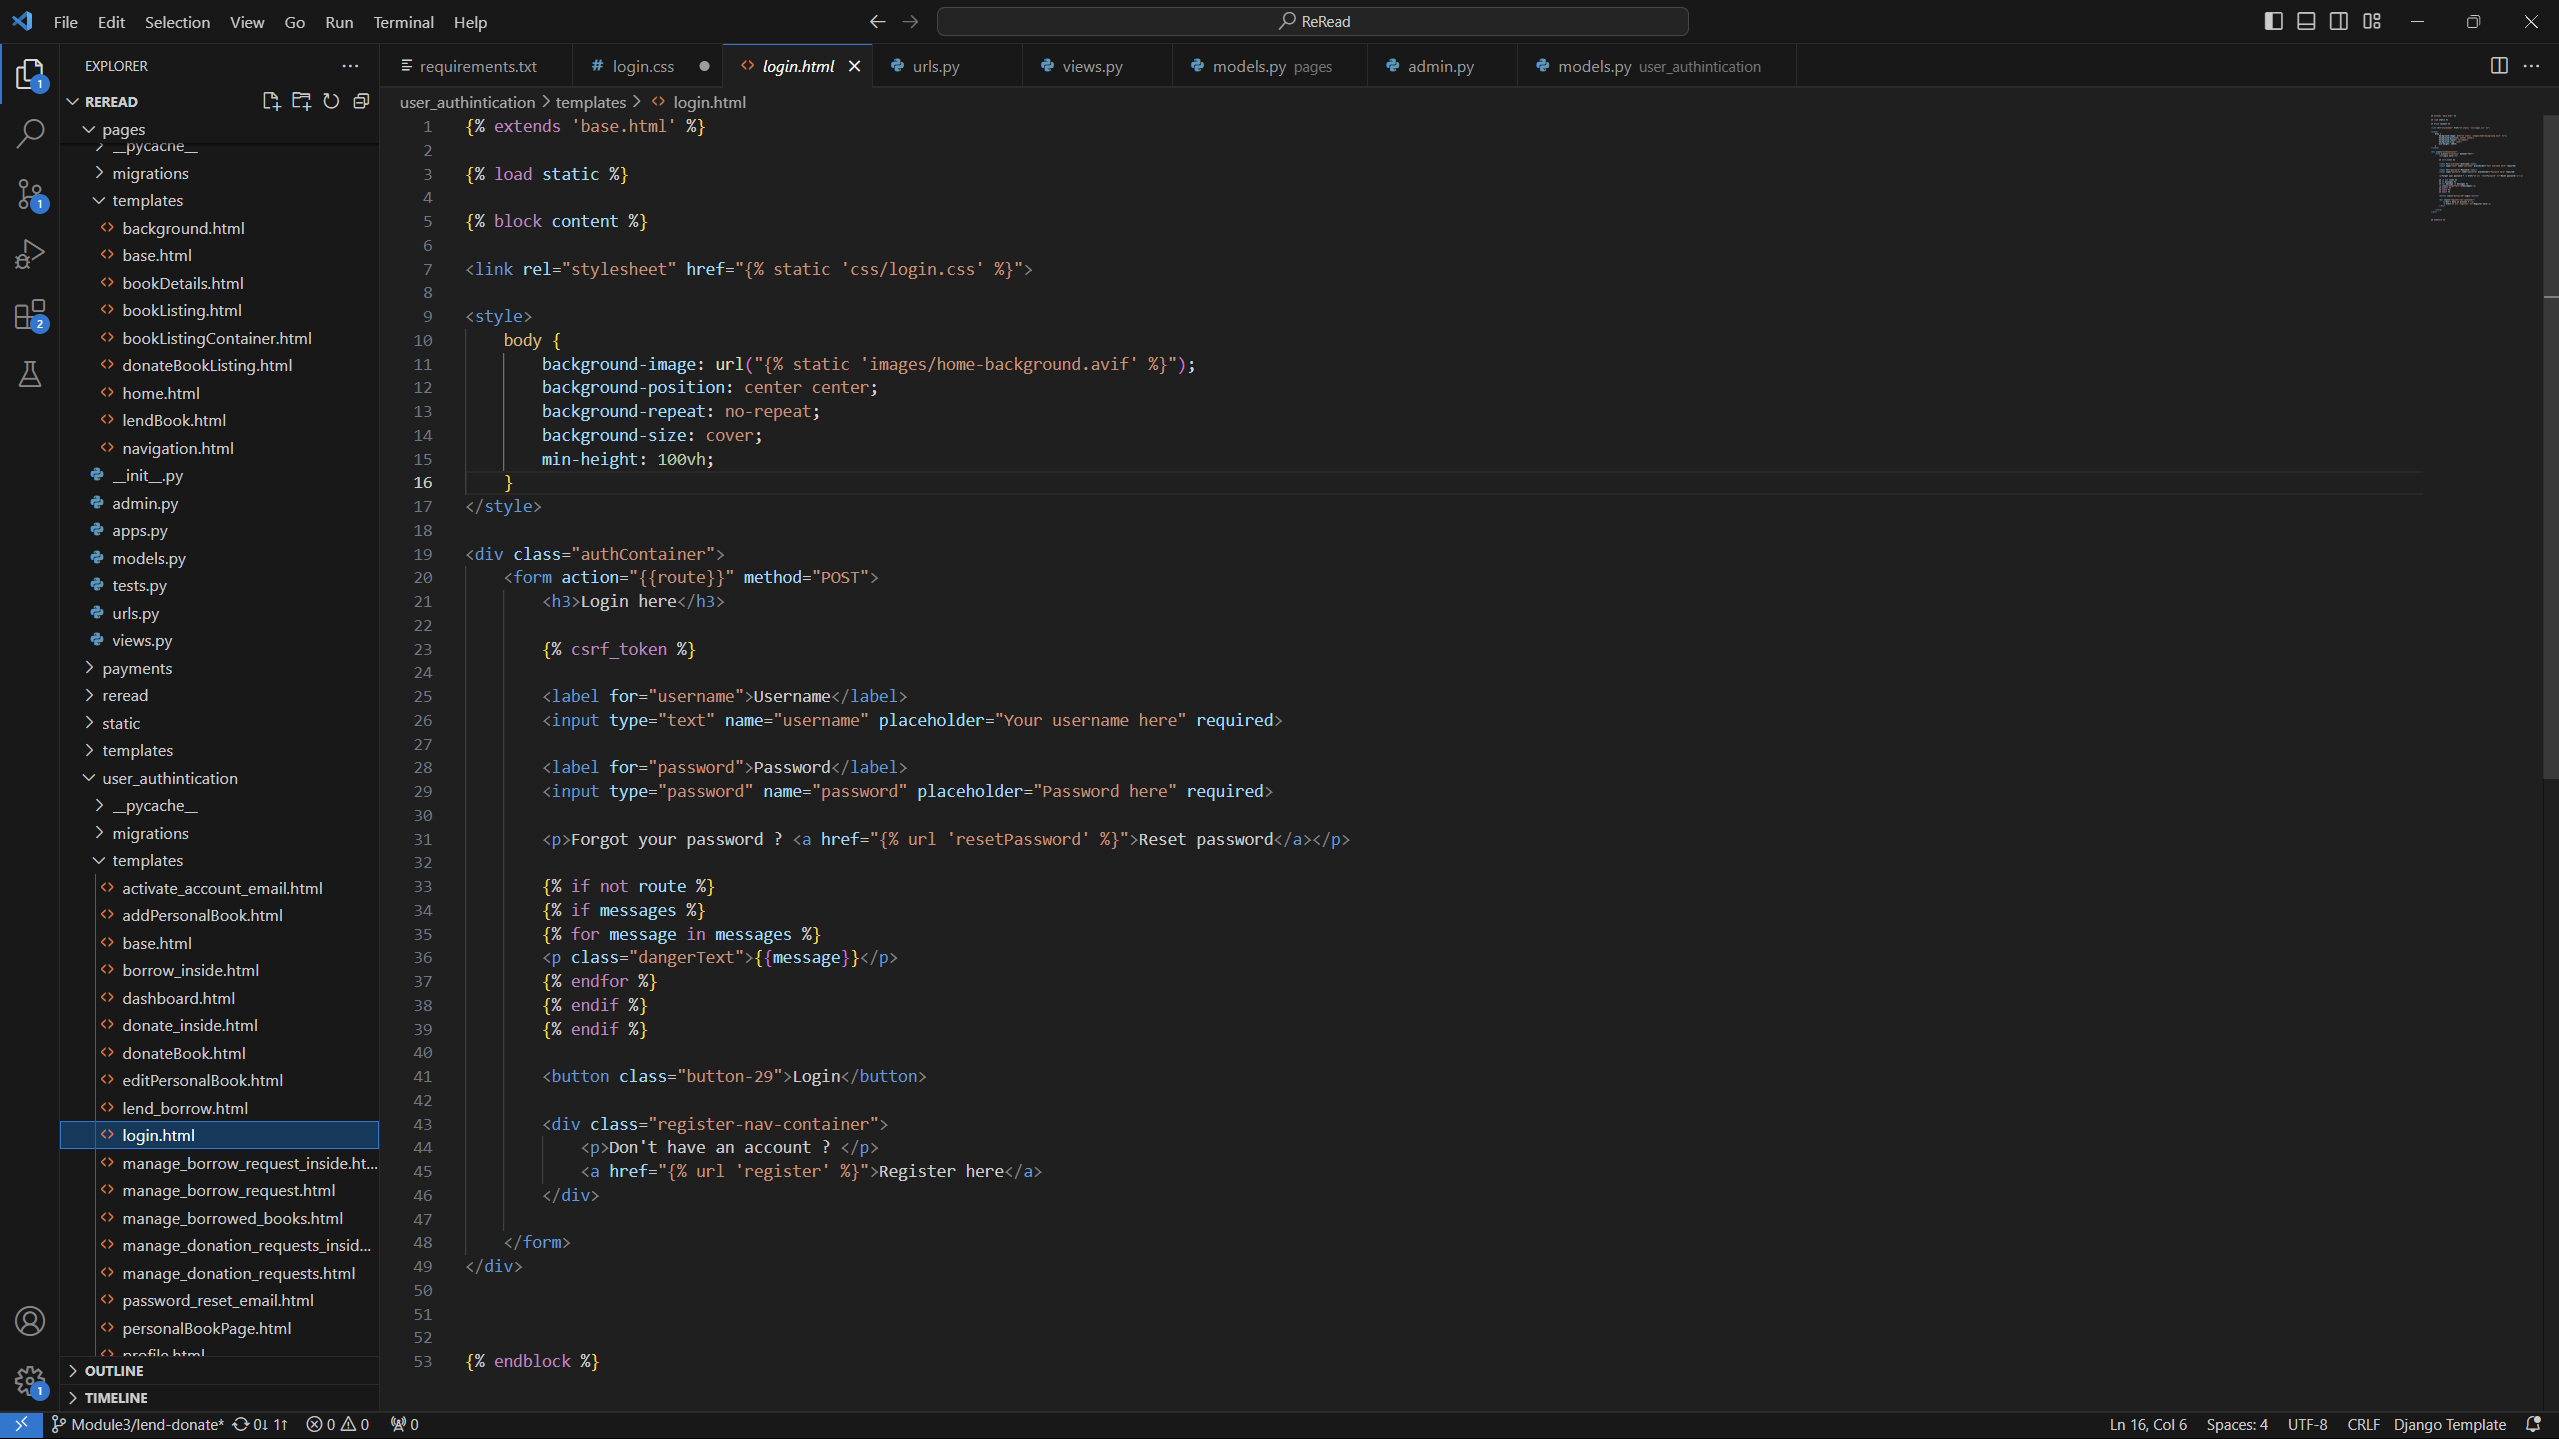 File Edit Selection View Go Run Terminal Help
ReRead
EXPLORER
REREAD
pages
__pycache__
migrations
templates
background.html
base.html
bookDetails.html
bookListing.html
bookListingContainer.html
donateBookListing.html
home.html
lendBook.html
navigation.html
__init__.py
admin.py
apps.py
models.py
tests.py
urls.py
views.py
payments
reread
static
templates
user_authintication
__pycache__
migrations
templates
activate_account_email.html
addPersonalBook.html
base.html
borrow_inside.html
dashboard.html
donate_inside.html
donateBook.html
editPersonalBook.html
lend_borrow.html
login.html
manage_borrow_request_inside.ht...
manage_borrow_request.html
manage_borrowed_books.html
manage_donation_requests_insid...
manage_donation_requests.html
password_reset_email.html
personalBookPage.html
profile.html
OUTLINE
TIMELINE
requirements.txt # login.css login.html urls.py views.py models.py pages admin.py models.py user_authintication
user_authintication > templates > login.html
1 {% extends 'base.html' %}
2
3 {% load static %}
4
5 {% block content %}
6
7 <link rel="stylesheet" href="{% static 'css/login.css' %}">
8
9 <style>
10 body {
11 background-image: url("{% static 'images/home-background.avif' %}");
12 background-position: center center;
13 background-repeat: no-repeat;
14 background-size: cover;
15 min-height: 100vh;
16 }
17 </style>
18
19 <div class="authContainer">
20 <form action="{{route}}" method="POST">
21 <h3>Login here</h3>
22
23 {% csrf_token %}
24
25 <label for="username">Username</label>
26 <input type="text" name="username" placeholder="Your username here" required>
27
28 <label for="password">Password</label>
29 <input type="password" name="password" placeholder="Password here" required>
30
31 <p>Forgot your password ? <a href="{% url 'resetPassword' %}">Reset password</a></p>
32
33 {% if not route %}
34 {% if messages %}
35 {% for message in messages %}
36 <p class="dangerText">{{message}}</p>
37 {% endfor %}
38 {% endif %}
39 {% endif %}
40
41 <button class="button-29">Login</button>
42
43 <div class="register-nav-container">
44 <p>Don't have an account ? </p>
45 <a href="{% url 'register' %}">Register here</a>
46 </div>
47
48 </form>
49 </div>
50
51
52
53 {% endblock %}
1
1
2
1
Module3/lend-donate* 0↓ 1↑ 0 0 0
Ln 16, Col 6 Spaces: 4 UTF-8 CRLF Django Template